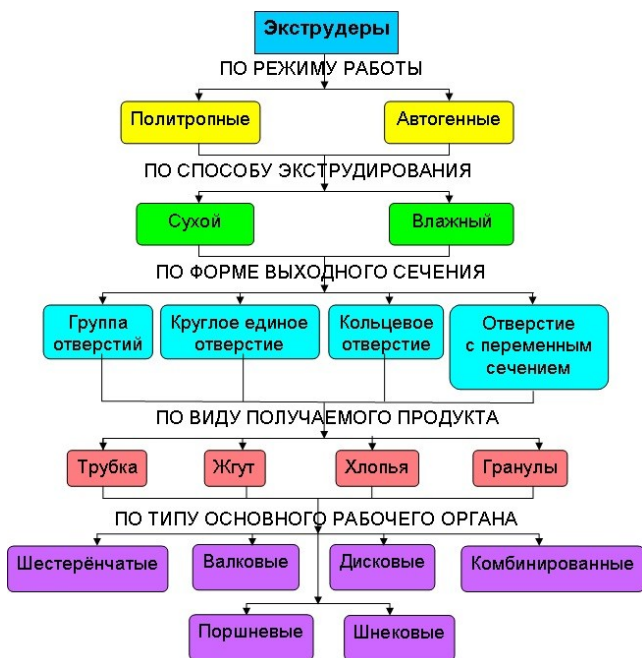 Экструдеры
ПО РЕЖИМУ РАБОТЫ
Политропные
Автогенные
ПО СПОСОБУ ЭКСТРУДИРОВАНИЯ
Сухой
Влажный
ПО ФОРМЕ ВЫХОДНОГО СЕЧЕНИЯ
Группа
отверстий
Круглое единое
отверстие
Кольцевое
отверстие
Отверстие
с переменным
сечением
ПО ВИДУ ПОЛУЧАЕМОГО ПРОДУКТА
Трубка
Жгут
Хлопья
Гранулы
ПО ТИПУ ОСНОВНОГО РАБОЧЕГО ОРГАНА
Шестерёнчатые
Валковые
Дисковые
Комбинированные
Поршневые
Шнековые